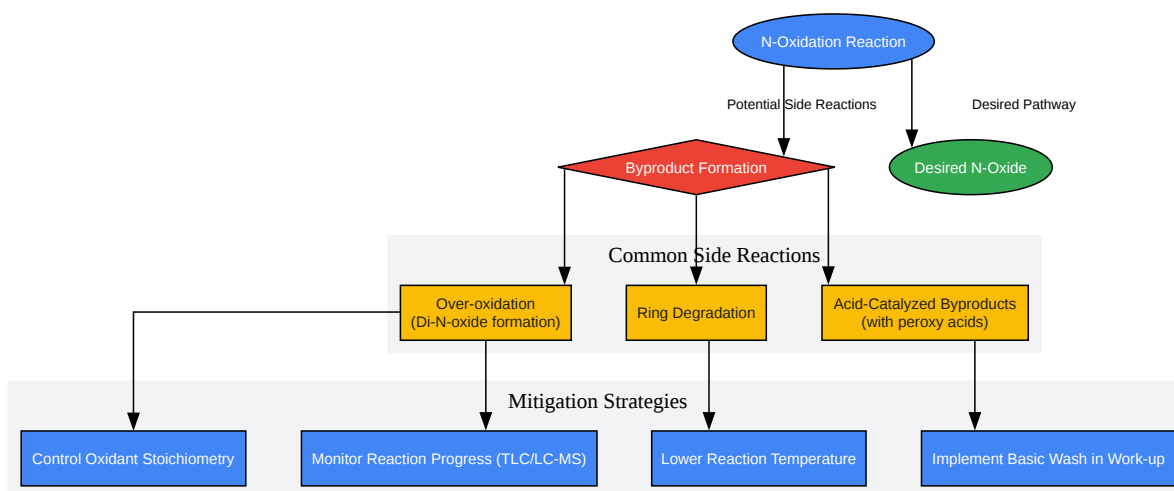 N-Oxidation Reaction
Potential Side Reactions
Desired Pathway
Byproduct Formation
Desired N-Oxide
Common Side Reactions
Over-oxidation
(Di-N-oxide formation)
Ring Degradation
Acid-Catalyzed Byproducts
(with peroxy acids)
Mitigation Strategies
Control Oxidant Stoichiometry
Monitor Reaction Progress (TLC/LC-MS)
Lower Reaction Temperature
Implement Basic Wash in Work-up